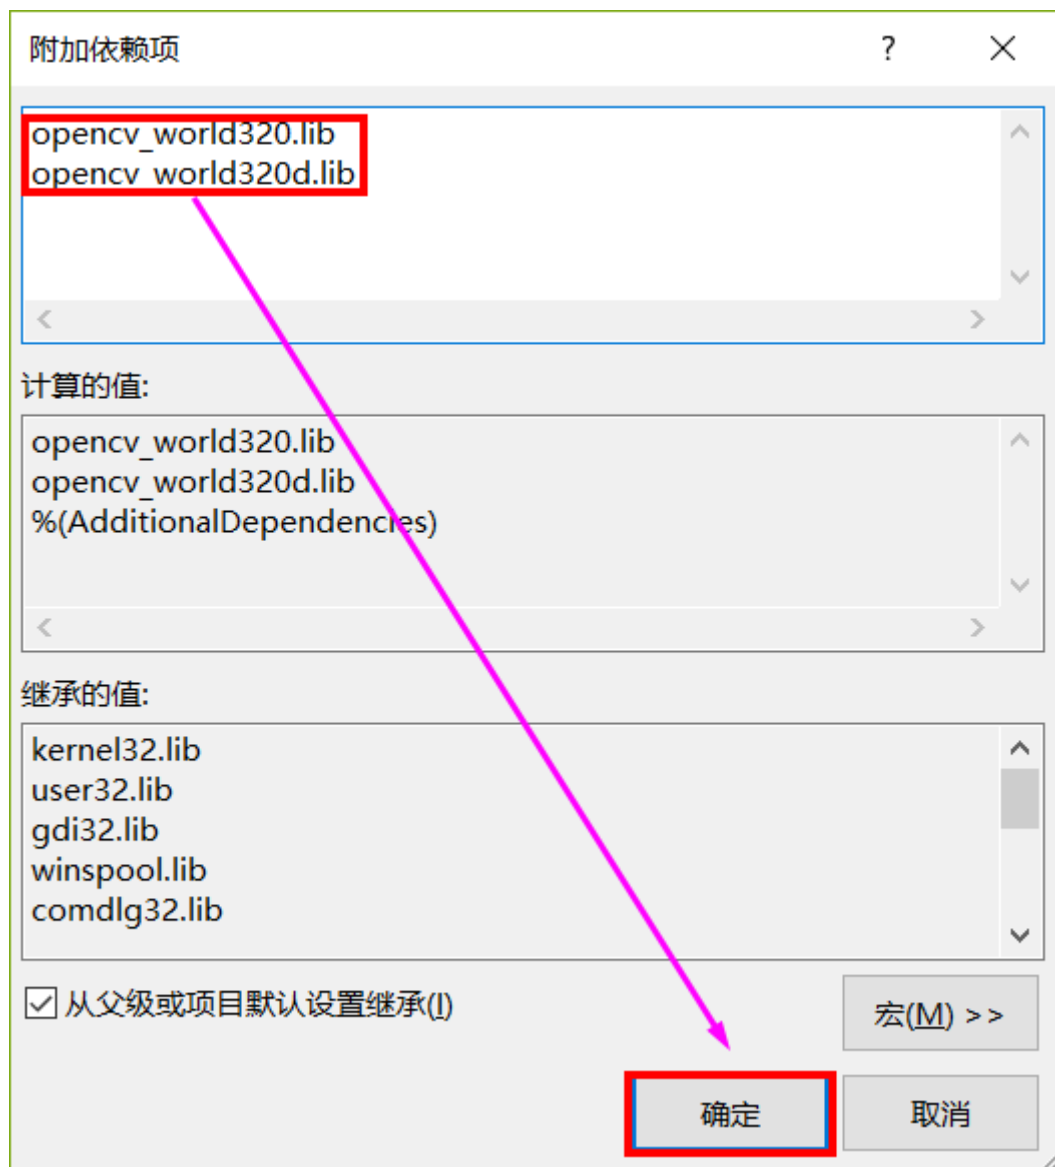 附加依赖项
?
opencv_world320.lib
opencv_world320d.lib
计算的值:
opencv_world320.lib
opencv_world320d.lib
%(AdditionalDependencies)
继承的值:
kernel32.lib
user32.lib
gdi32.lib
winspool.lib
comdlg32.lib
从父级或项目默认设置继承(I)
宏(M) >>
确定
取消